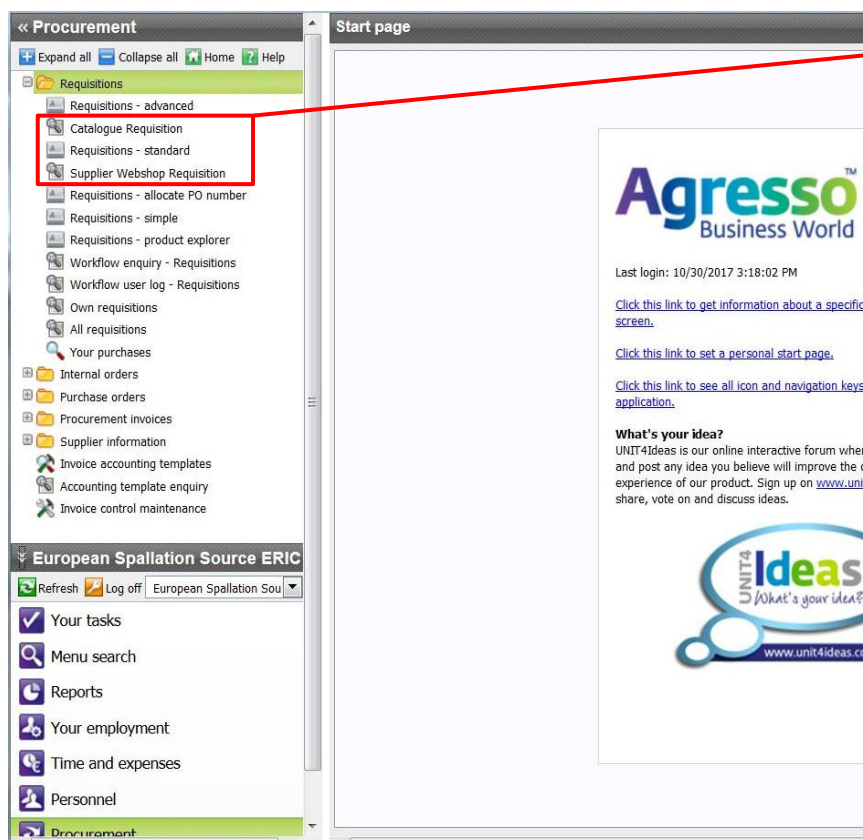 « Procurement
Expand all Collapse all Home Help
Requisitions
Requisitions - advanced
Catalogue Requisition
Requisitions - standard
Supplier Webshop Requisition
Requisitions - allocate PO number
Requisitions - simple
Requisitions - product explorer
Workflow enquiry - Requisitions
Workflow user log - Requisitions
Own requisitions
All requisitions
Your purchases
Internal orders
Purchase orders
Procurement invoices
Supplier information
Invoice accounting templates
Accounting template enquiry
Invoice control maintenance
European Spallation Source ERIC
Refresh Log off European Spallation Sou
Your tasks
Menu search
Reports
Your employment
Time and expenses
Personnel
Procurement
Start page
Agresso™
Business World
Last login: 10/30/2017 3:18:02 PM
Click this link to get information about a specific
screen.
Click this link to set a personal start page.
Click this link to see all icon and navigation keys
application.
What's your idea?
UNIT4Ideas is our online interactive forum wher
and post any idea you believe will improve the
experience of our product. Sign up on www.uni
share, vote on and discuss ideas.
UNIT4
Ideas
What's your idea?
www.unit4ideas.co